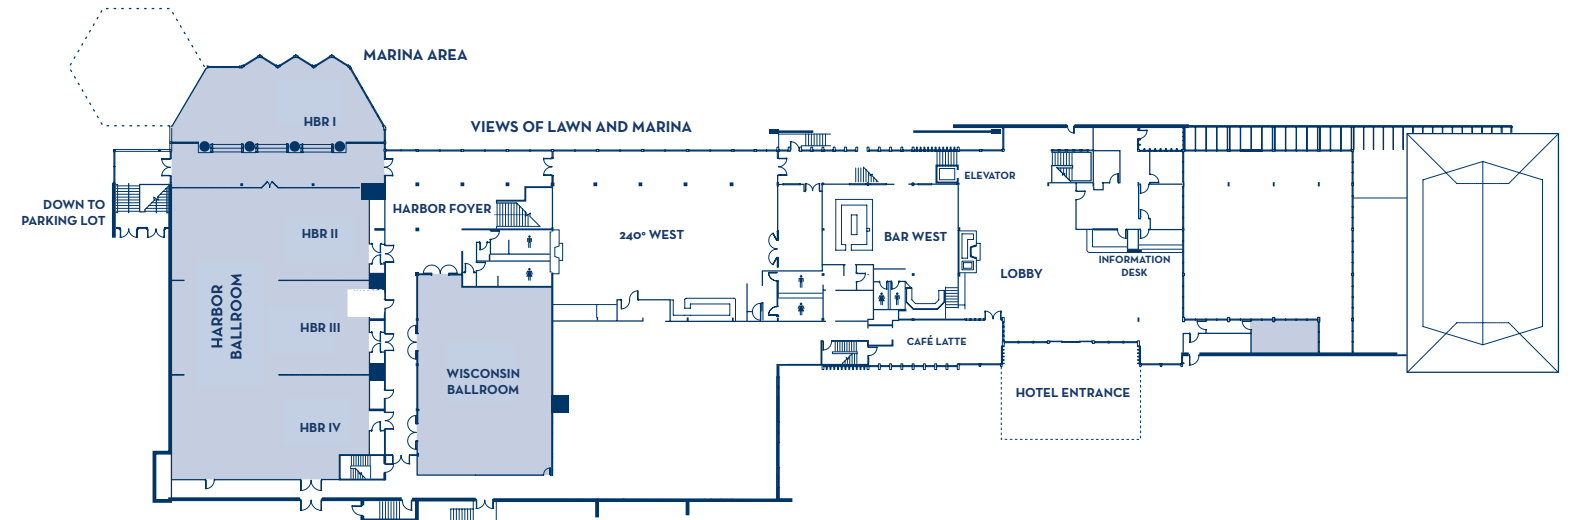 MARINA AREA
HBR I
VIEWS OF LAWN AND MARINA
ELEVATOR
DOWN TO
PARKING LOT
HARBOR FOYER
HBR II
240° WEST
BAR WEST
INFORMATION
DESK
LOBBY
HARBOR
BALLROOM
HBR III
CAFÉ LATTE
WISCONSIN
BALLROOM
HOTEL ENTRANCE
HBR IV